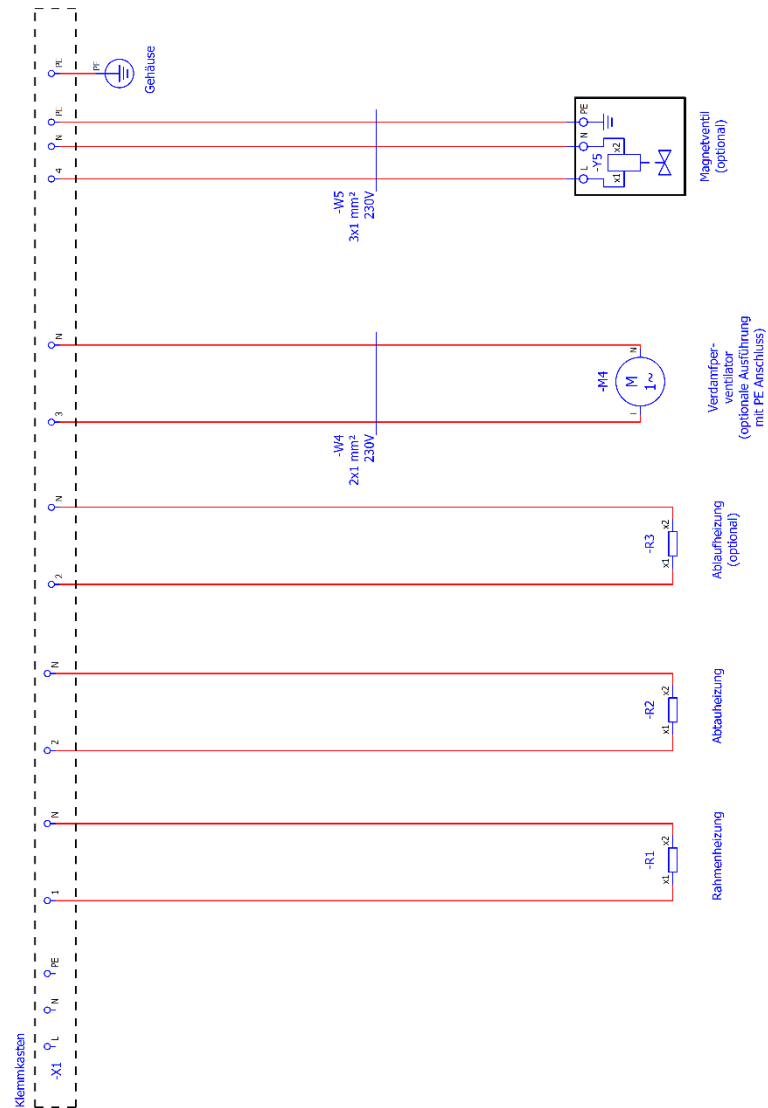 Klemmkasten
-X1
L
N
PE
1
N
2
N
2
N
3
N
4
N
PE
PE
PE
Gehäuse
-W4
2x1 mm²
230V
-W5
3x1 mm²
230V
-R1
x1
x2
Rahmenheizung
-R2
x1
x2
Abtauheizung
-R3
x1
x2
Ablaufheizung
(optional)
-M4
M
1~
L
N
Verdamfper-
ventilator
(optionale Ausführung
mit PE Anschluss)
L
N
PE
-Y5
x1
x2
Magnetventil
(optional)